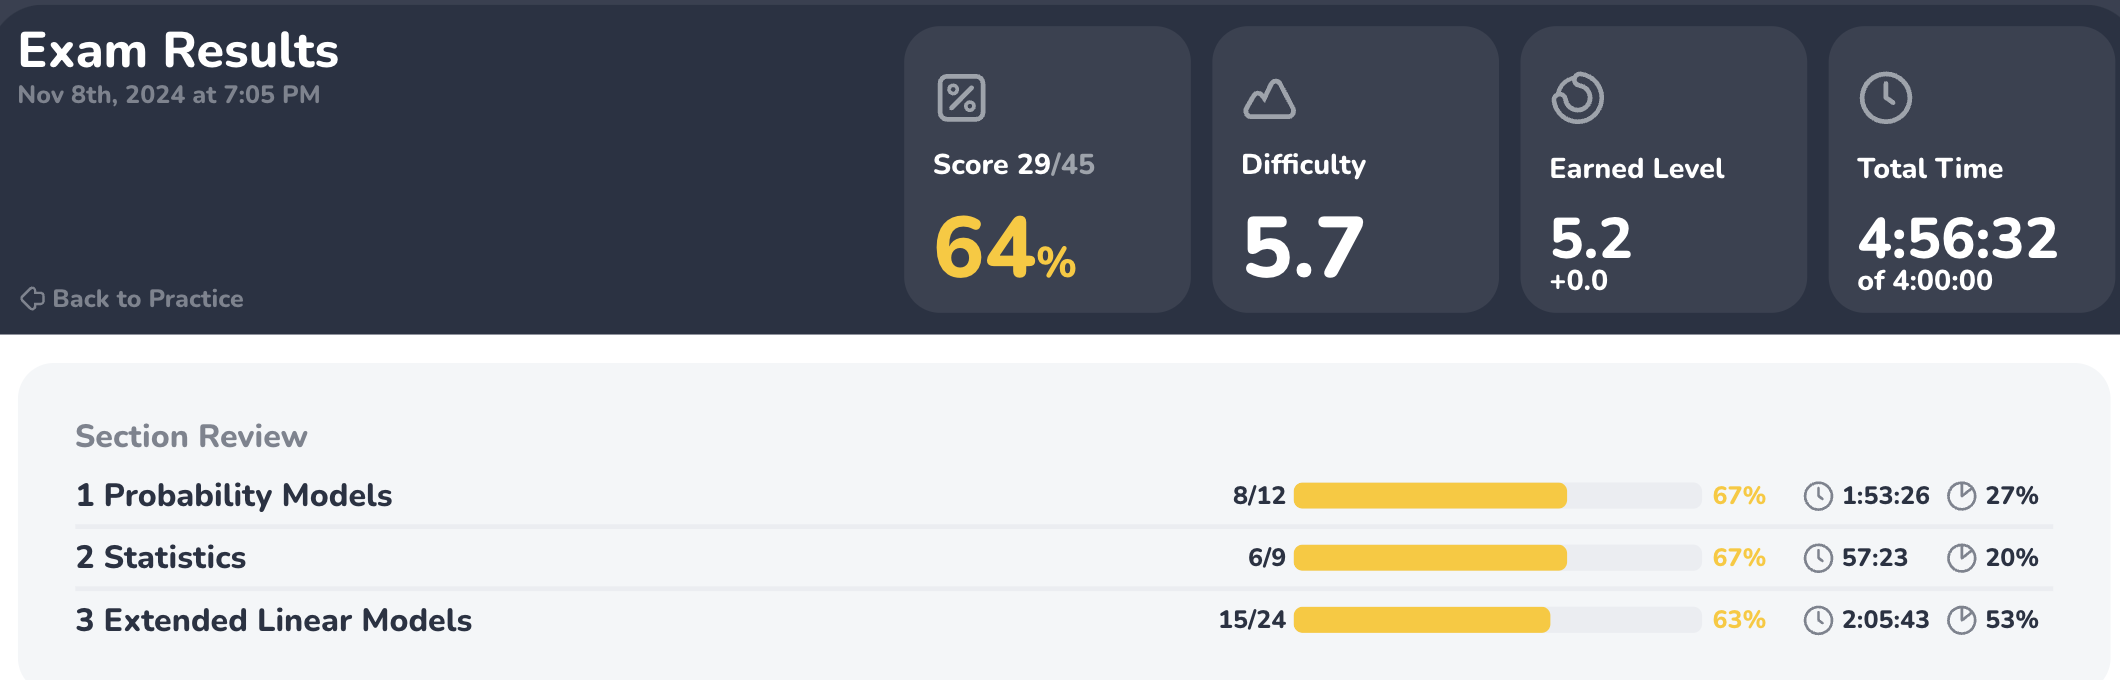 Exam Results
Nov 8th, 2024 at 7:05 PM
Back to Practice
Score 29/45
64%
Difficulty
5.7
Earned Level
5.2
+0.0
Total Time
4:56:32
of 4:00:00
Section Review
1 Probability Models 8/12 67% 1:53:26 27%
2 Statistics 6/9 67% 57:23 20%
3 Extended Linear Models 15/24 63% 2:05:43 53%